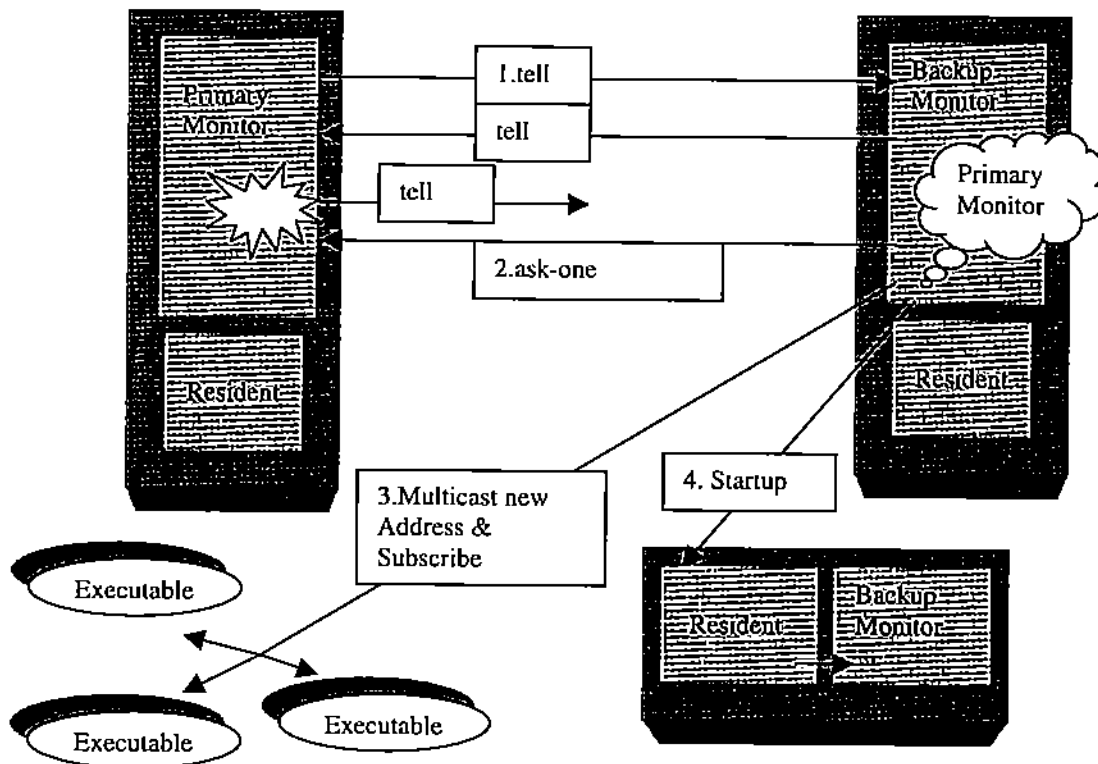 1.tell
Primary
Monitor
Backup
Monitor
tell
tell
Primary
Monitor
2.ask-one
Resident
Resident
3.Multicast new
Address &
Subscribe
4. Startup
Executable
Resident
Backup
Monitor
Executable
Executable